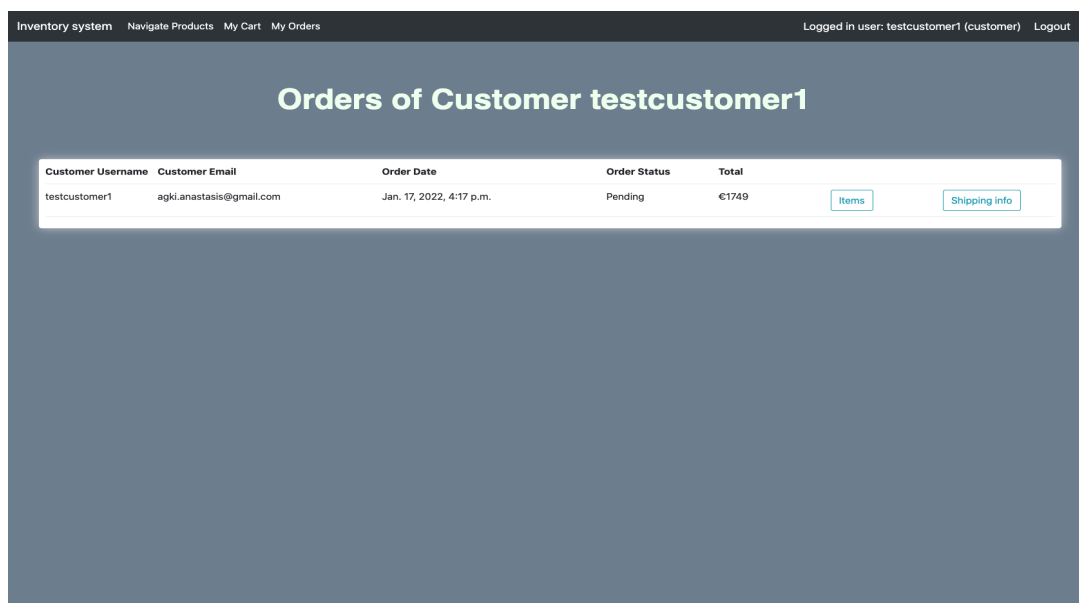 Inventory system Navigate Products My Cart My Orders Logged in user: testcustomer1 (customer) Logout
Orders of Customer testcustomer1
Customer Username Customer Email Order Date Order Status Total
testcustomer1 agki.anastasis@gmail.com Jan. 17, 2022, 4:17 p.m. Pending €1749 Items Shipping info